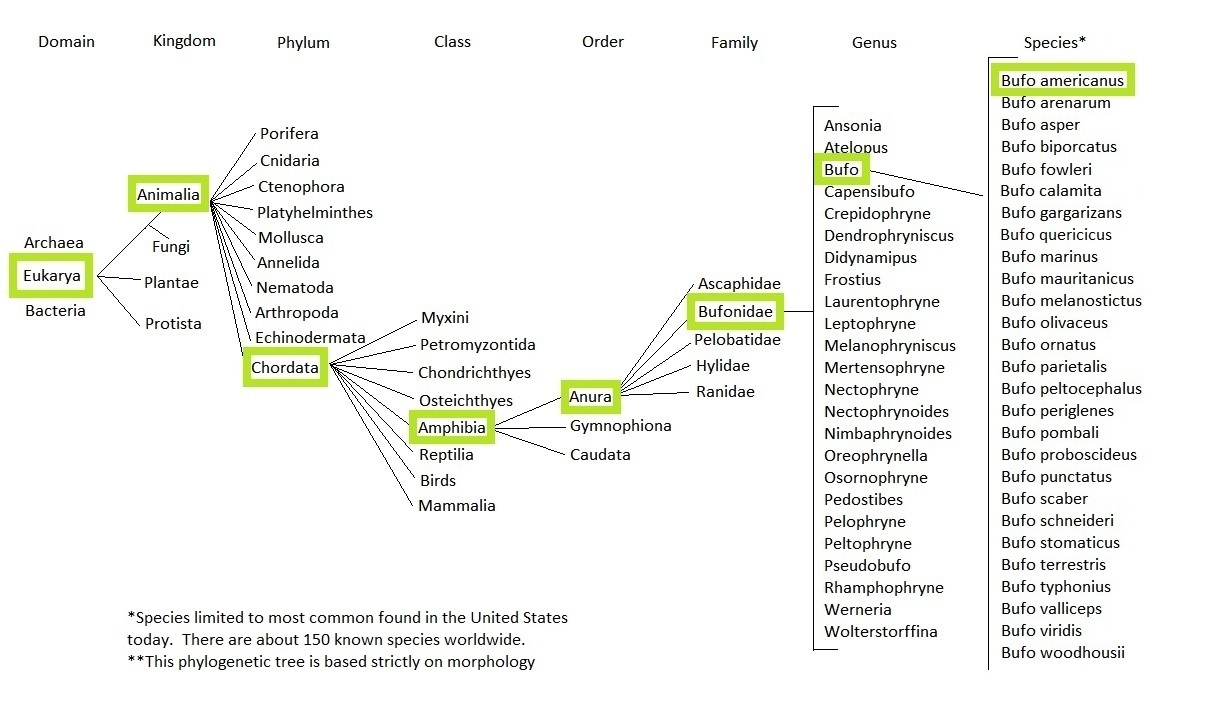 Domain
Kingdom
Phylum
Class
Order
Family
Genus
Species*
Archaea
Eukarya
Bacteria
Animalia
Fungi
Plantae
Protista
Porifera
Cnidaria
Ctenophora
Platyhelminthes
Mollusca
Annelida
Nematoda
Arthropoda
Echinodermata
Chordata
Myxini
Petromyzontida
Chondrichthyes
Osteichthyes
Amphibia
Reptilia
Birds
Mammalia
Anura
Gymnophiona
Caudata
Ascaphidae
Bufonidae
Pelobatidae
Hylidae
Ranidae
Ansonia
Atelopus
Bufo
Capensibufo
Crepidophryne
Dendrophryniscus
Didynamipus
Frostius
Laurentophryne
Leptophryne
Melanophryniscus
Mertensophryne
Nectophryne
Nectophrynoides
Nimbaphrynoides
Oreophrynella
Osornophryne
Pedostibes
Pelophryne
Peltophryne
Pseudobufo
Rhamphophryne
Werneria
Wolterstorffina
Bufo americanus
Bufo arenarum
Bufo asper
Bufo biporcatus
Bufo fowleri
Bufo calamita
Bufo gargarizans
Bufo quericicus
Bufo marinus
Bufo mauritanicus
Bufo melanostictus
Bufo olivaceus
Bufo ornatus
Bufo parietalis
Bufo peltocephalus
Bufo periglenes
Bufo pombali
Bufo proboscideus
Bufo punctatus
Bufo scaber
Bufo schneideri
Bufo stomaticus
Bufo terrestris
Bufo typhonius
Bufo valliceps
Bufo viridis
Bufo woodhousii
*Species limited to most common found in the United States
today.  There are about 150 known species worldwide.
**This phylogenetic tree is based strictly on morphology